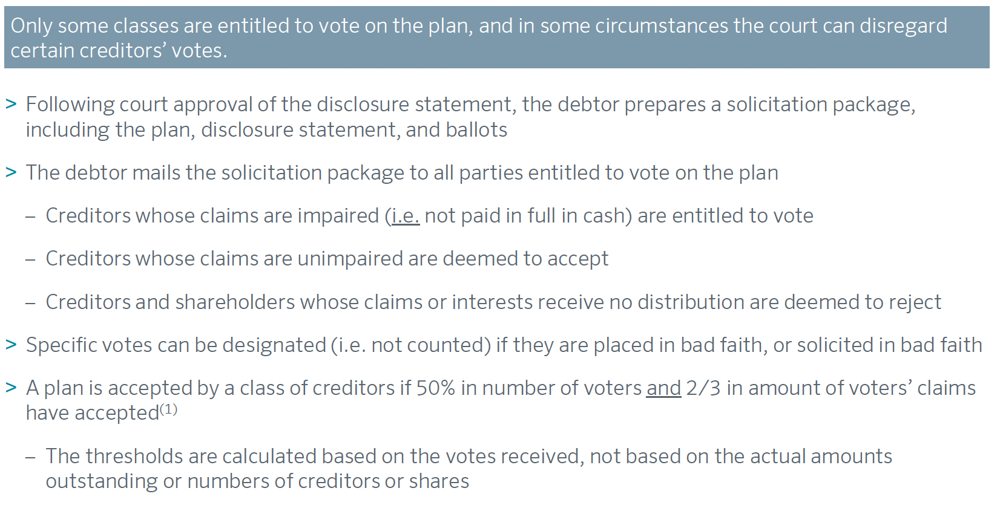 Only some classes are entitled to vote on the plan, and in some circumstances the court can disregard
certain creditors’ votes.
> Following court approval of the disclosure statement, the debtor prepares a solicitation package,
including the plan, disclosure statement, and ballots
> The debtor mails the solicitation package to all parties entitled to vote on the plan
– Creditors whose claims are impaired (i.e. not paid in full in cash) are entitled to vote
– Creditors whose claims are unimpaired are deemed to accept
– Creditors and shareholders whose claims or interests receive no distribution are deemed to reject
> Specific votes can be designated (i.e. not counted) if they are placed in bad faith, or solicited in bad faith
> A plan is accepted by a class of creditors if 50% in number of voters and 2/3 in amount of voters’ claims
have accepted(1)
– The thresholds are calculated based on the votes received, not based on the actual amounts
outstanding or numbers of creditors or shares